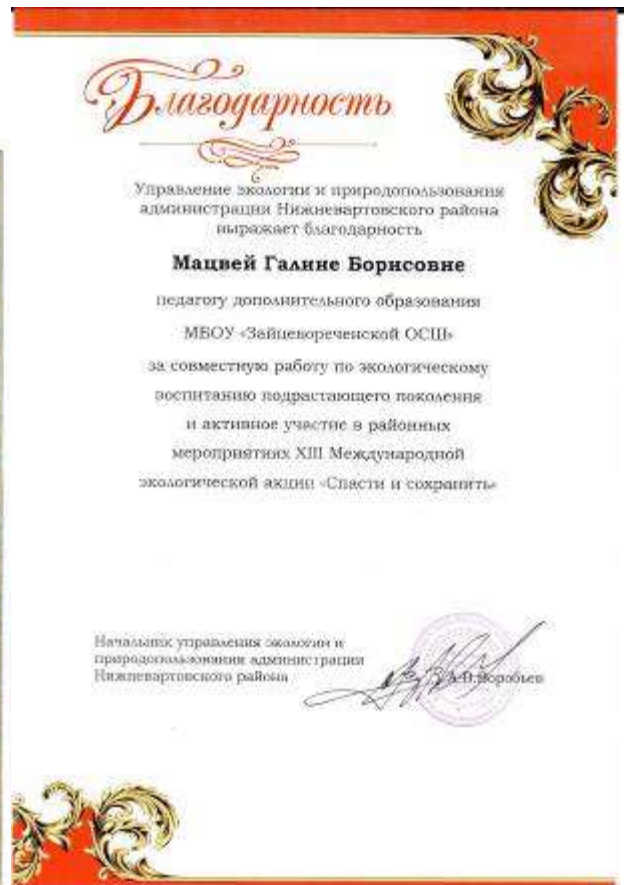 Благодарность
Управление экологии и природопользования
администрации Нижневартовского района
выражает благодарность
Мацвей Галине Борисовне
педагогу дополнительного образования
МБОУ «Зайцевореченской ОСШ»
за совместную работу по экологическому
воспитанию подрастающего поколения
и активное участие в районных
мероприятиях XIII Международной
экологической акции «Спасти и сохранить»
Начальник управления экологии и
природопользования администрации
Нижневартовского района
Воробьев